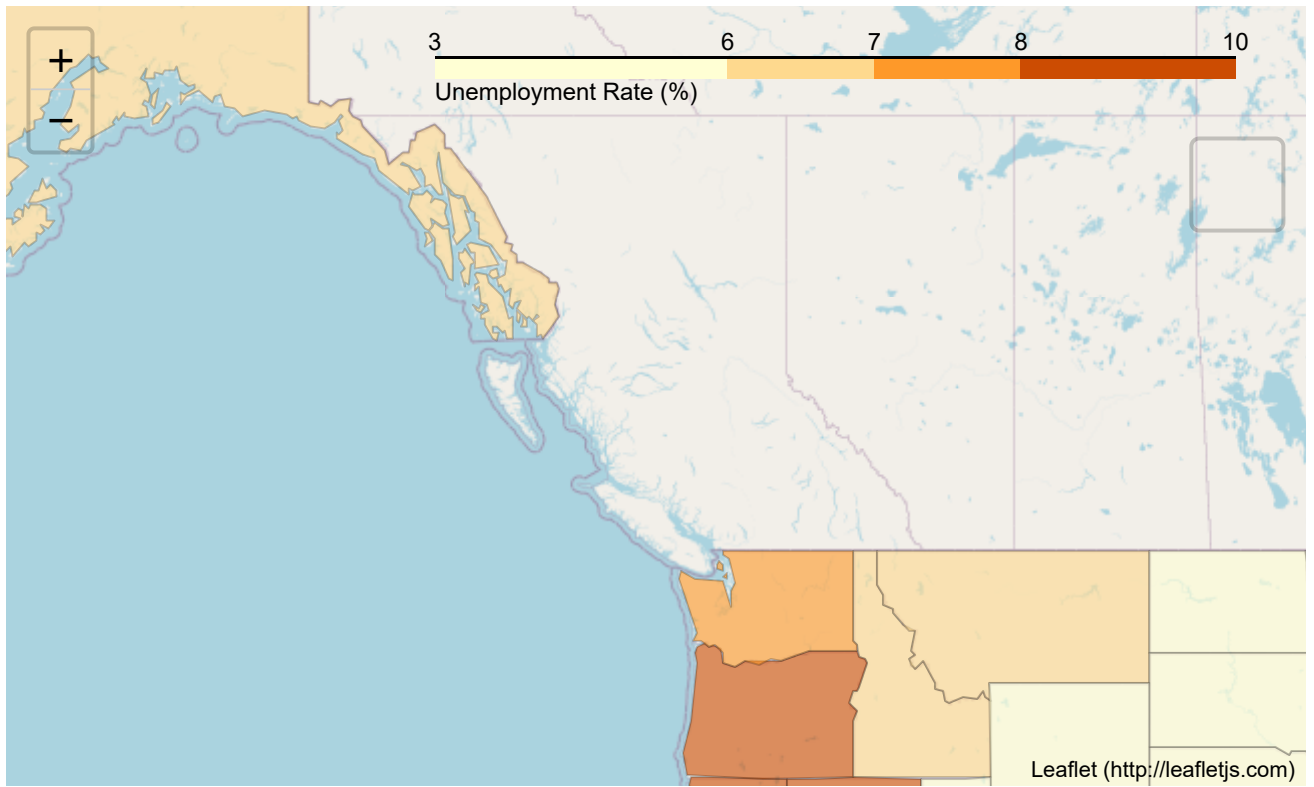 +
−
3 6 7 8 10
Unemployment Rate (%)
Leaflet (http://leafletjs.com)